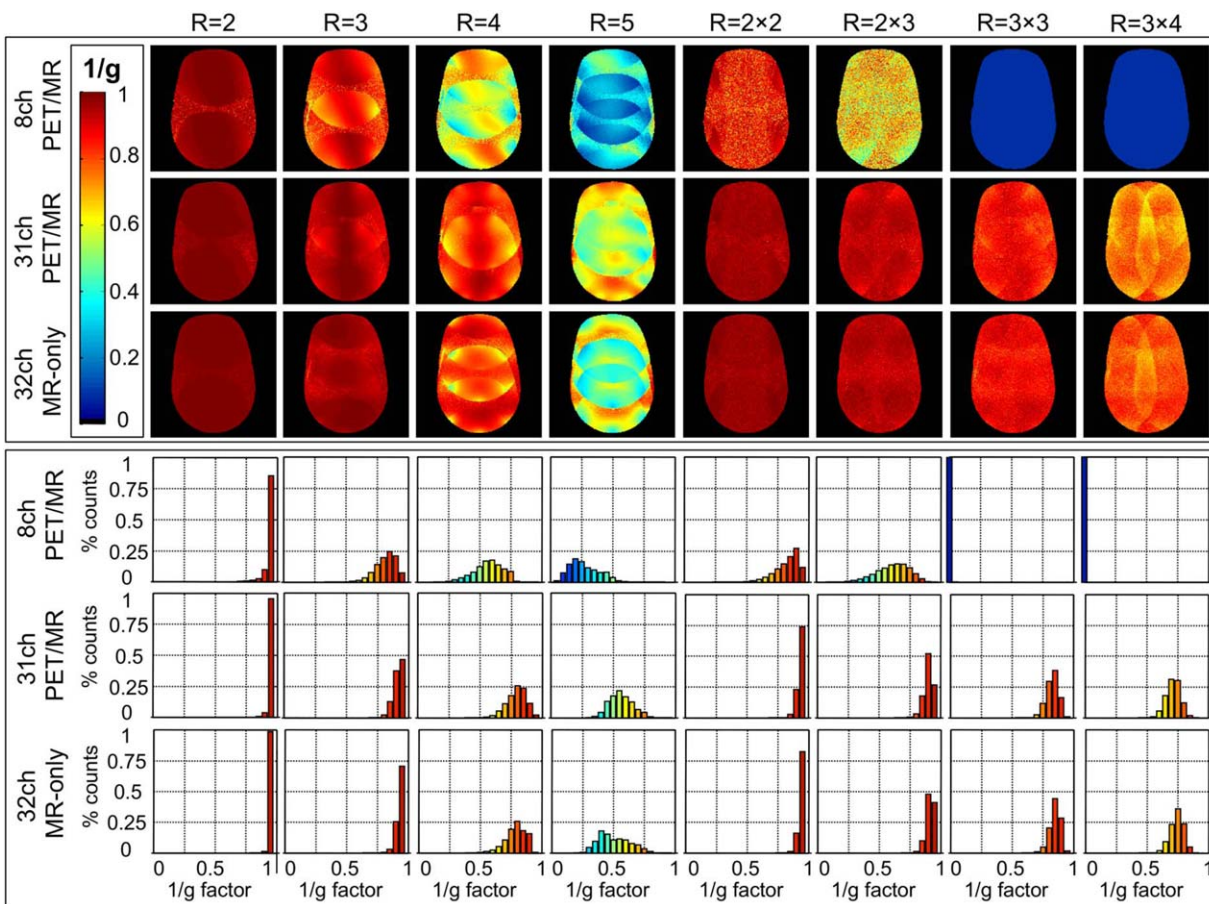 R=2 R=3 R=4 R=5 R=2×2 R=2×3 R=3×3 R=3×4
8ch
PET/MR
31ch
PET/MR
32ch
MR-only
1/g
1
0.8
0.6
0.4
0.2
0
8ch
PET/MR
% counts
1
0.75
0.5
0.25
0
31ch
PET/MR
% counts
1
0.75
0.5
0.25
0
32ch
MR-only
% counts
1
0.75
0.5
0.25
0
0 0.5 1 0 0.5 1 0 0.5 1 0 0.5 1 0 0.5 1 0 0.5 1 0 0.5 1 0 0.5 1
1/g factor 1/g factor 1/g factor 1/g factor 1/g factor 1/g factor 1/g factor 1/g factor